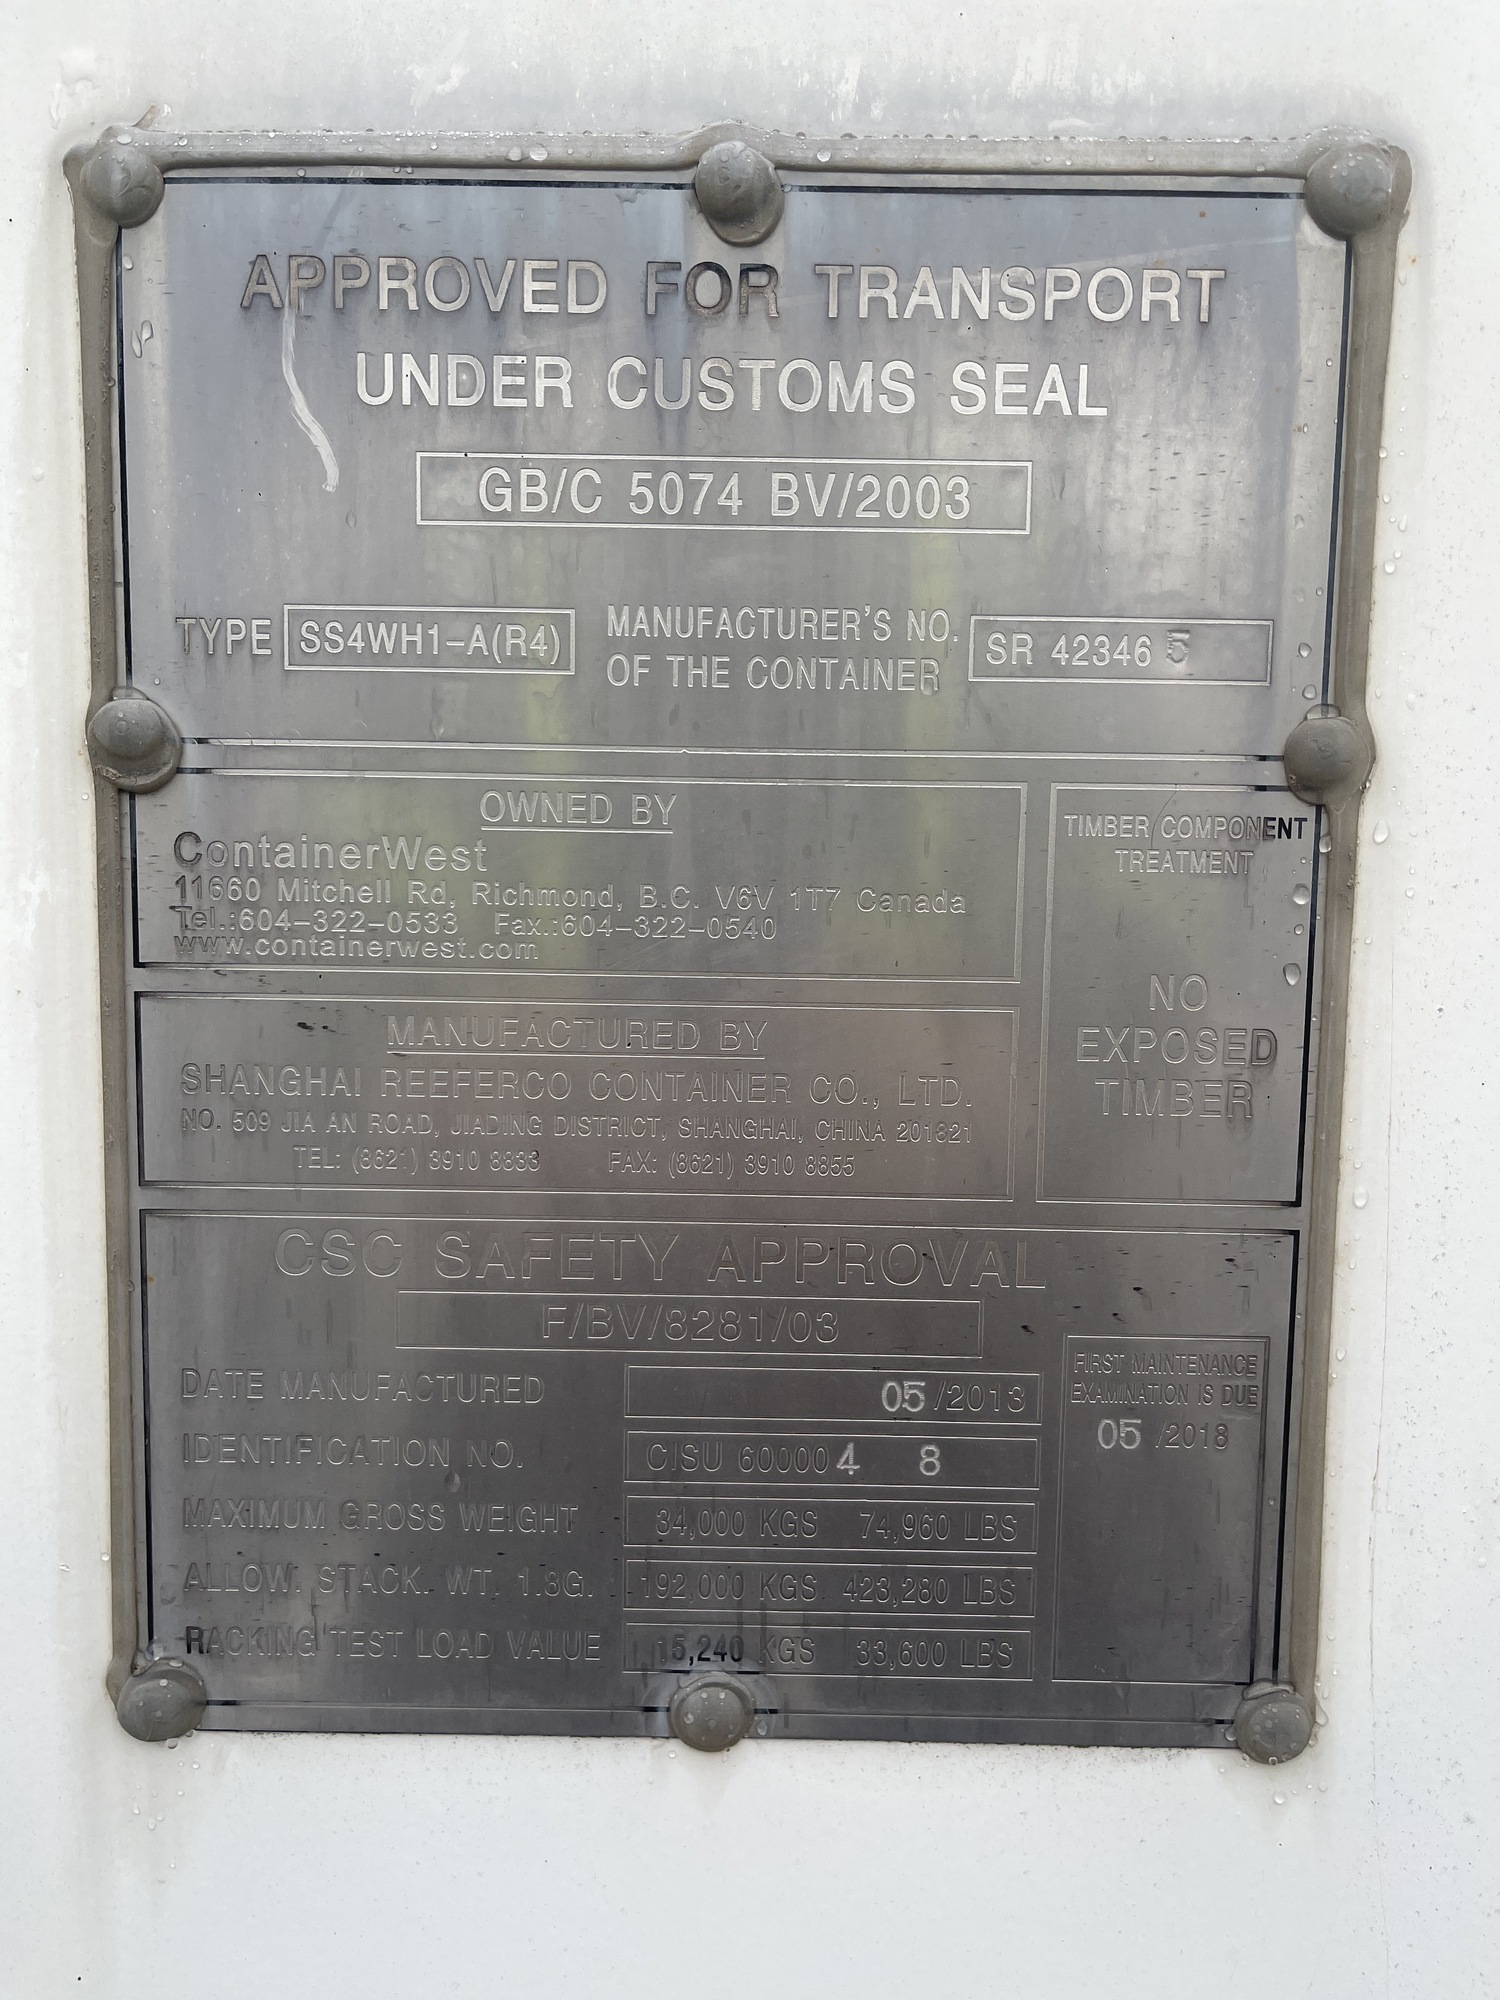 APPROVED FOR TRANSPORT
UNDER CUSTOMS SEAL
GB/C 5074 BV/2003
TYPE SS4WH1-A(R4) MANUFACTURER'S NO. OF THE CONTAINER SR 42346 5
OWNED BY
ContainerWest
11660 Mitchell Rd, Richmond, B.C. V6V 1T7 Canada
Tel.:604-322-0533 Fax.:604-322-0540
www.containerwest.com
TIMBER COMPONENT
TREATMENT
NO
EXPOSED
TIMBER
MANUFACTURED BY
SHANGHAI REEFERCO CONTAINER CO., LTD.
NO. 509 JIA AN ROAD, JIADING DISTRICT, SHANGHAI, CHINA 201821
TEL: (8621) 3910 8833 FAX: (8621) 3910 8855
CSC SAFETY APPROVAL
F/BV/8281/03
DATE MANUFACTURED 05/2013
IDENTIFICATION NO. CISU 600004 8
MAXIMUM GROSS WEIGHT 34,000 KGS 74,960 LBS
ALLOW. STACK. WT. 1.8G. 192,000 KGS 423,280 LBS
RACKING TEST LOAD VALUE 15,240 KGS 33,600 LBS
FIRST MAINTENANCE
EXAMINATION IS DUE
05 /2018